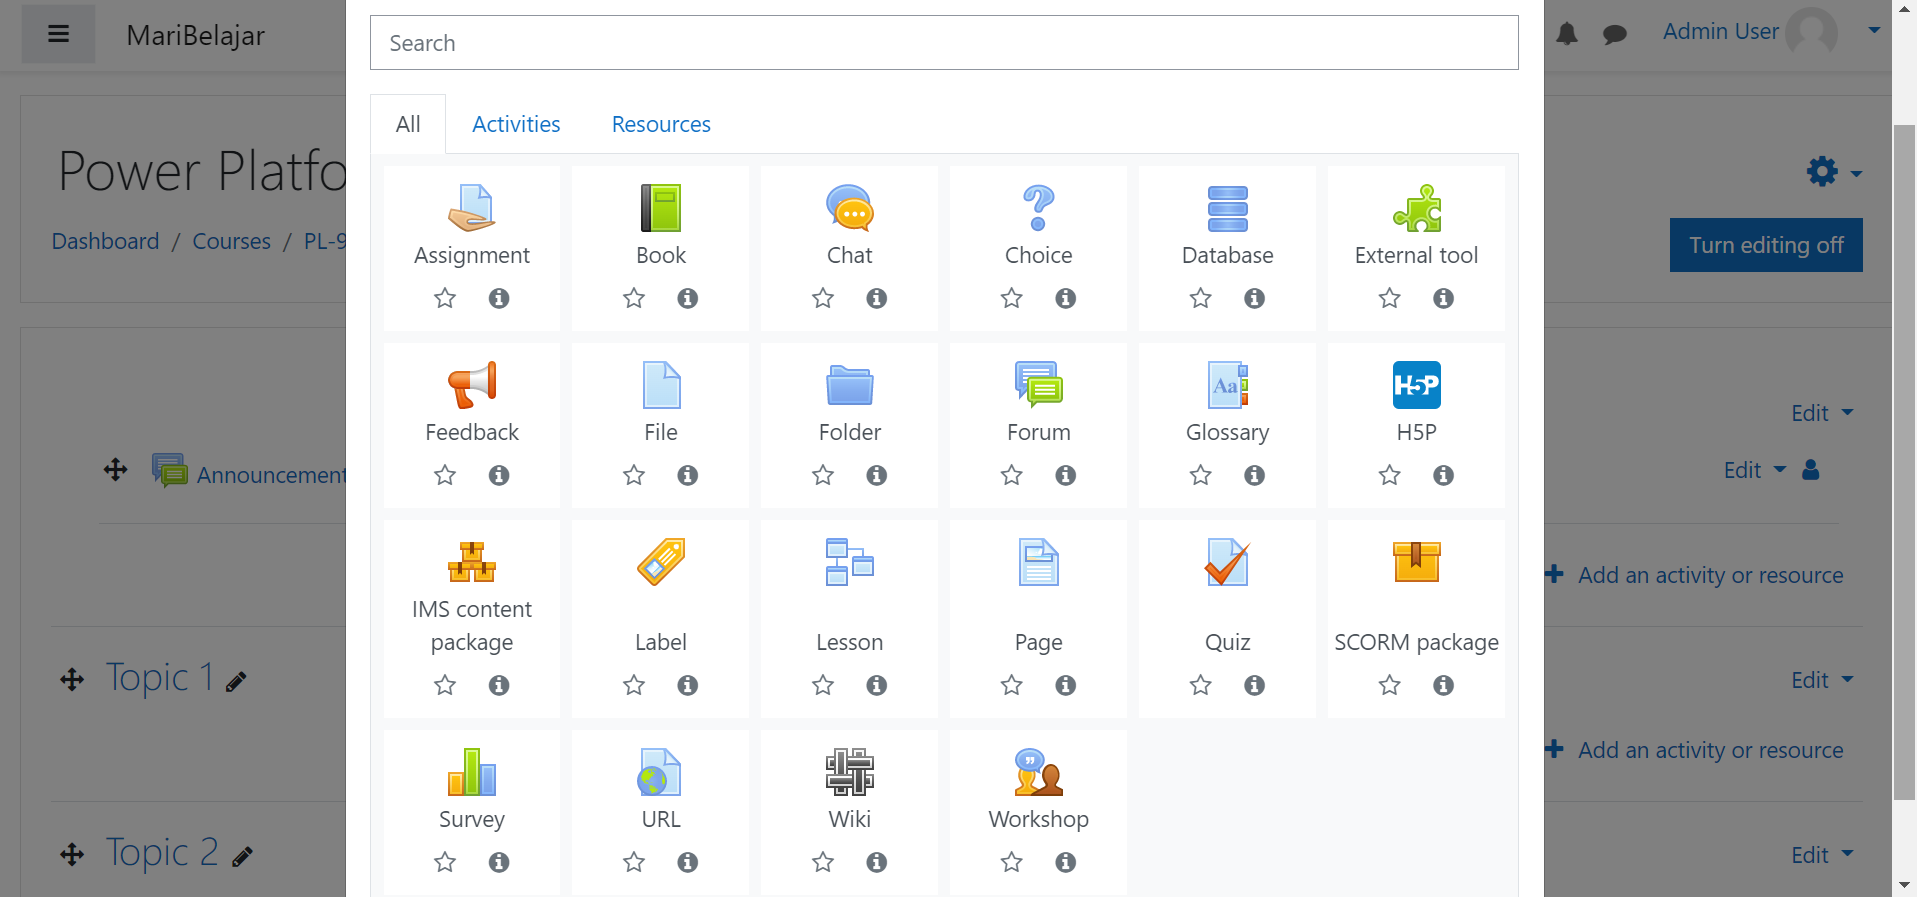 MariBelajar
Admin User
Search
All
Activities
Resources
Power Platfo
Dashboard / Courses / PL-9
Turn editing off
Assignment
Book
Chat
Choice
Database
External tool
Feedback
File
Folder
Forum
Glossary
H5P
H5P
Aa
Edit
Announcement
Edit
IMS content
package
Label
Lesson
Page
Quiz
SCORM package
Add an activity or resource
Topic 1
Edit
Add an activity or resource
Survey
URL
Wiki
Workshop
Topic 2
Edit